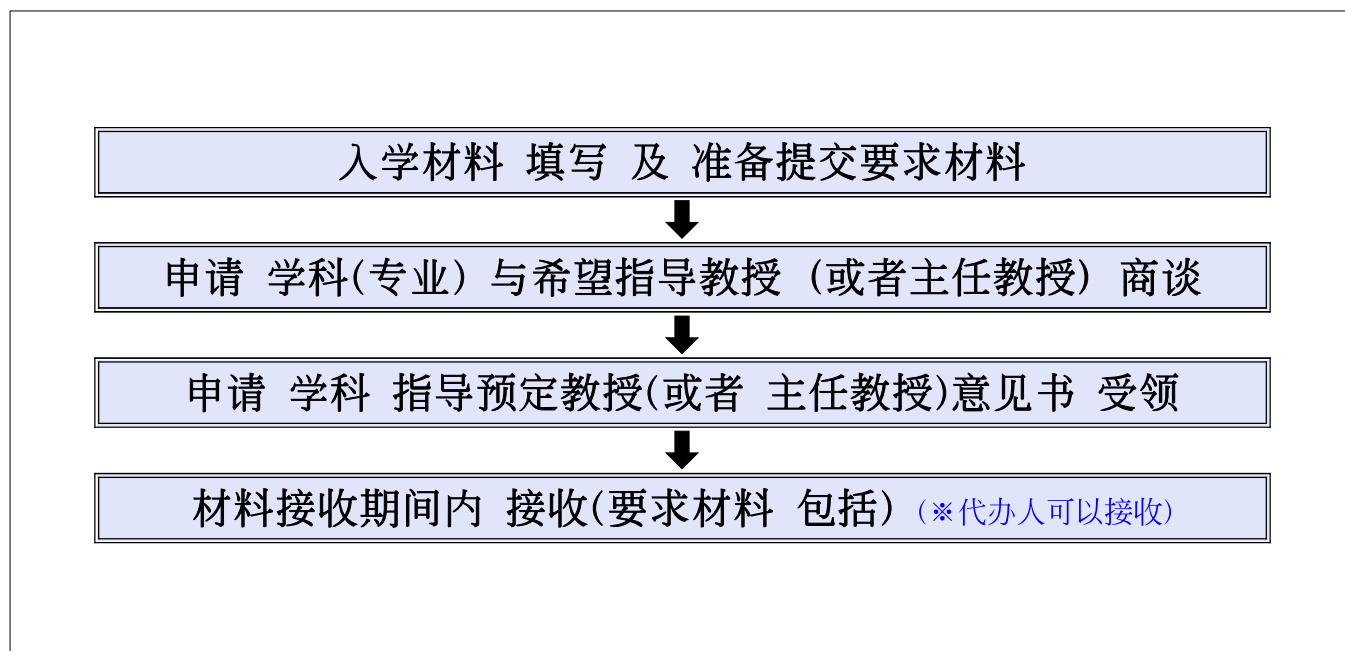 入学材料 填写 及 准备提交要求材料
申请 学科(专业) 与希望指导教授 (或者主任教授) 商谈
申请 学科 指导预定教授(或者 主任教授)意见书 受领
材料接收期间内 接收(要求材料 包括) (※代办人可以接收)